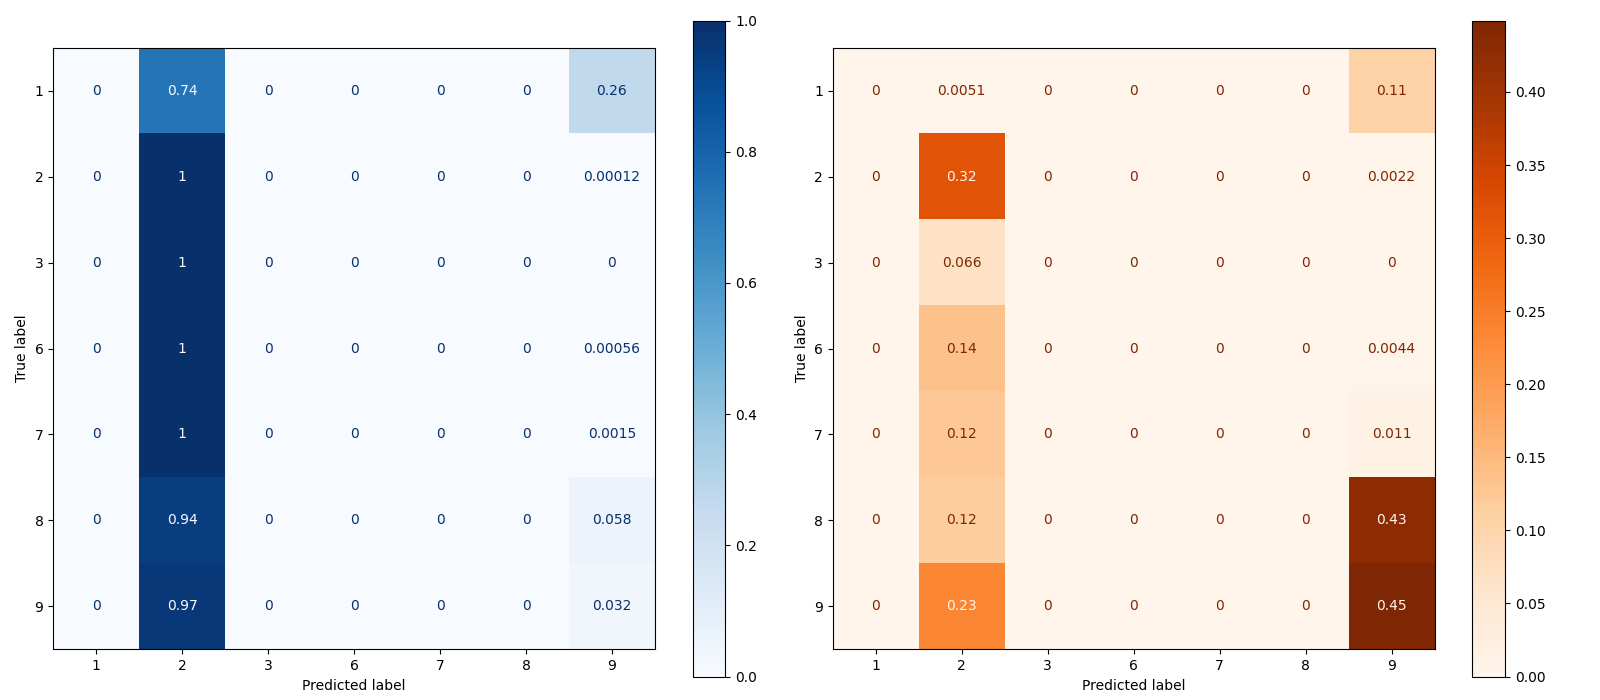 1 0 0.74 0 0 0 0 0.26
2 0 1 0 0 0 0 0.00012
3 0 1 0 0 0 0 0
6 0 1 0 0 0 0 0.00056
7 0 1 0 0 0 0 0.0015
8 0 0.94 0 0 0 0 0.058
9 0 0.97 0 0 0 0 0.032
1 2 3 6 7 8 9
Predicted label
True label
1.0
0.8
0.6
0.4
0.2
0.0
1 0 0.0051 0 0 0 0 0.11
2 0 0.32 0 0 0 0 0.0022
3 0 0.066 0 0 0 0 0
6 0 0.14 0 0 0 0 0.0044
7 0 0.12 0 0 0 0 0.011
8 0 0.12 0 0 0 0 0.43
9 0 0.23 0 0 0 0 0.45
1 2 3 6 7 8 9
Predicted label
True label
0.40
0.35
0.30
0.25
0.20
0.15
0.10
0.05
0.00